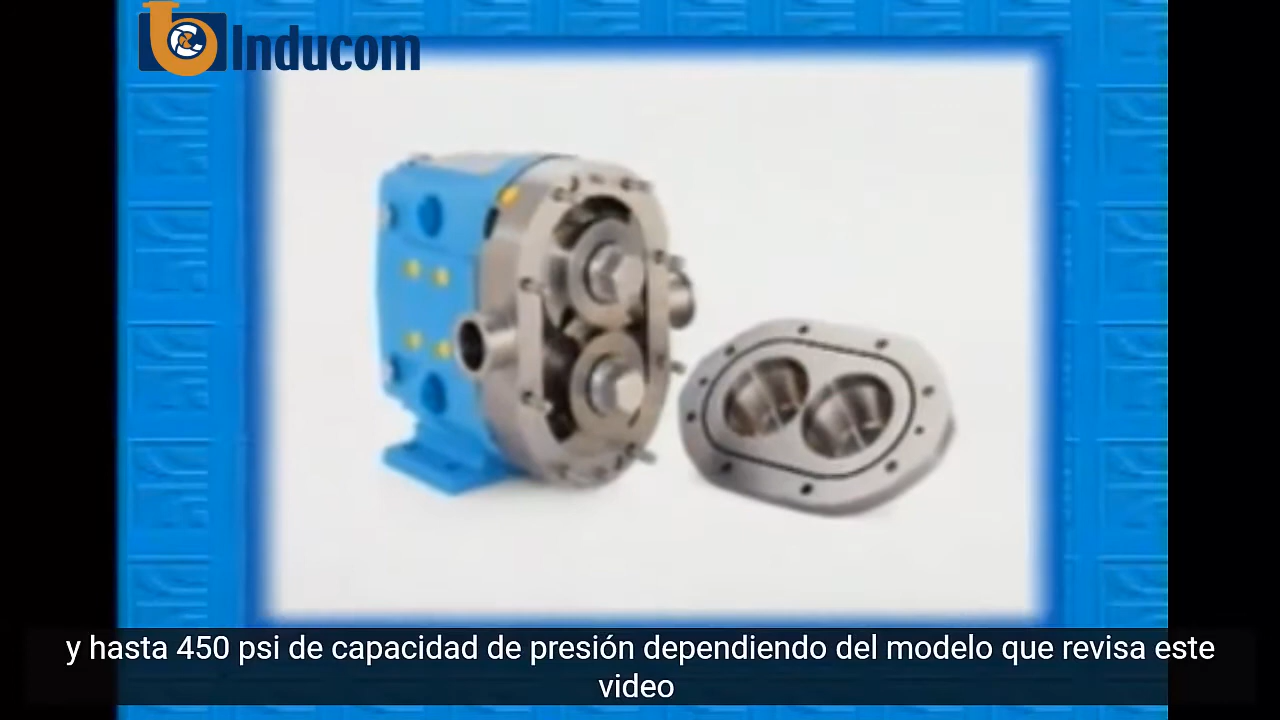 Inducom
y hasta 450 psi de capacidad de presión dependiendo del modelo que revisa este
video